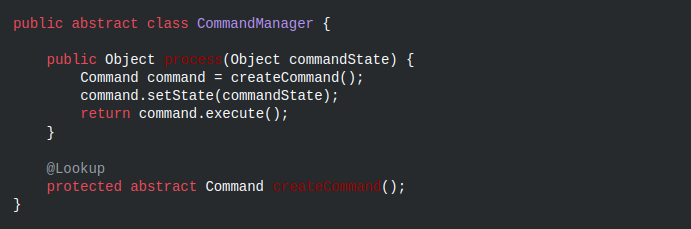 public abstract class CommandManager {
public Object process(Object commandState) {
Command command = createCommand();
command.setState(commandState);
return command.execute();
}
@Lookup
protected abstract Command createCommand();
}